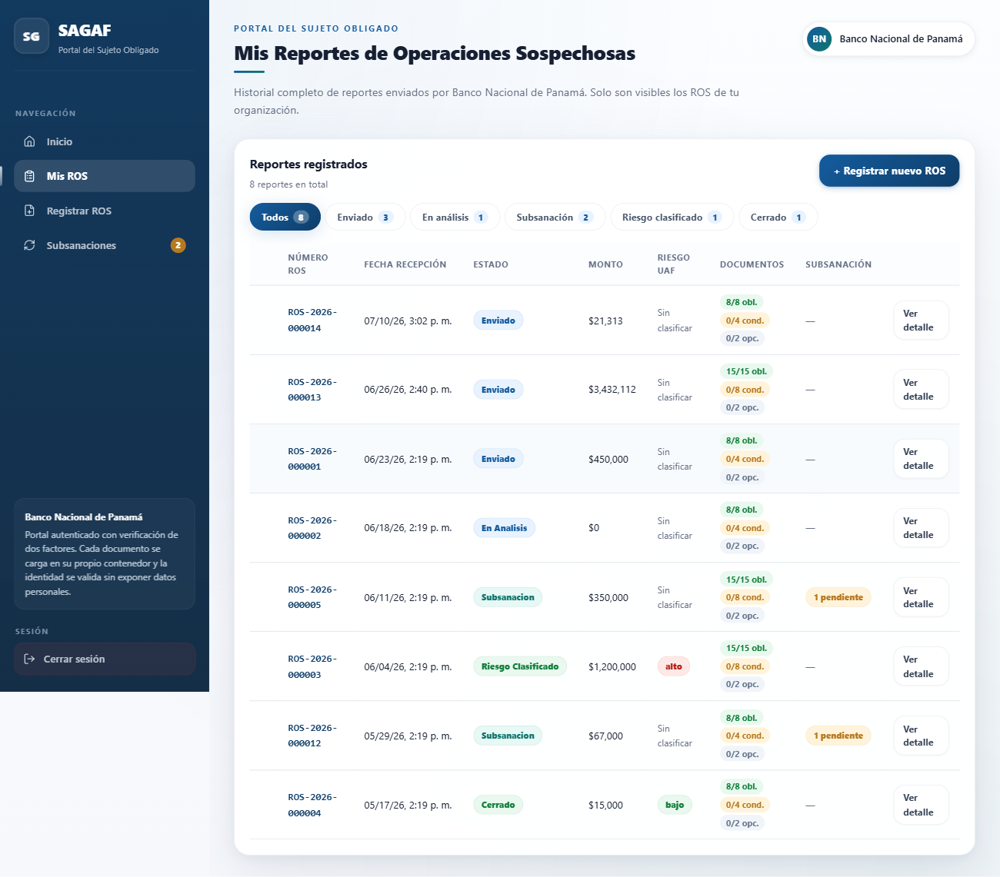 SG
SAGAF
Portal del Sujeto Obligado
NAVEGACIÓN
Inicio
Mis ROS
Registrar ROS
Subsanaciones 2
Banco Nacional de Panamá
Portal autenticado con verificación de
dos factores. Cada documento se
carga en su propio contenedor y la
identidad se valida sin exponer datos
personales.
SESIÓN
Cerrar sesión
PORTAL DEL SUJETO OBLIGADO
Mis Reportes de Operaciones Sospechosas
BN Banco Nacional de Panamá
Historial completo de reportes enviados por Banco Nacional de Panamá. Solo son visibles los ROS de tu
organización.
Reportes registrados
8 reportes en total
+ Registrar nuevo ROS
Todos 8 Enviado 3 En análisis 1 Subsanación 2 Riesgo clasificado 1 Cerrado 1
NÚMERO ROS FECHA RECEPCIÓN ESTADO MONTO RIESGO UAF DOCUMENTOS SUBSANACIÓN
ROS-2026-000014 07/10/26, 3:02 p. m. Enviado $21,313 Sin clasificar 8/8 obl. 0/4 cond. 0/2 opc. — Ver detalle
ROS-2026-000013 06/26/26, 2:40 p. m. Enviado $3,432,112 Sin clasificar 15/15 obl. 0/8 cond. 0/2 opc. — Ver detalle
ROS-2026-000001 06/23/26, 2:19 p. m. Enviado $450,000 Sin clasificar 8/8 obl. 0/4 cond. 0/2 opc. — Ver detalle
ROS-2026-000002 06/18/26, 2:19 p. m. En Analisis $0 Sin clasificar 8/8 obl. 0/4 cond. 0/2 opc. — Ver detalle
ROS-2026-000005 06/11/26, 2:19 p. m. Subsanacion $350,000 Sin clasificar 15/15 obl. 0/8 cond. 0/2 opc. 1 pendiente Ver detalle
ROS-2026-000003 06/04/26, 2:19 p. m. Riesgo Clasificado $1,200,000 alto 15/15 obl. 0/8 cond. 0/2 opc. — Ver detalle
ROS-2026-000012 05/29/26, 2:19 p. m. Subsanacion $67,000 Sin clasificar 8/8 obl. 0/4 cond. 0/2 opc. 1 pendiente Ver detalle
ROS-2026-000004 05/17/26, 2:19 p. m. Cerrado $15,000 bajo 8/8 obl. 0/4 cond. 0/2 opc. — Ver detalle